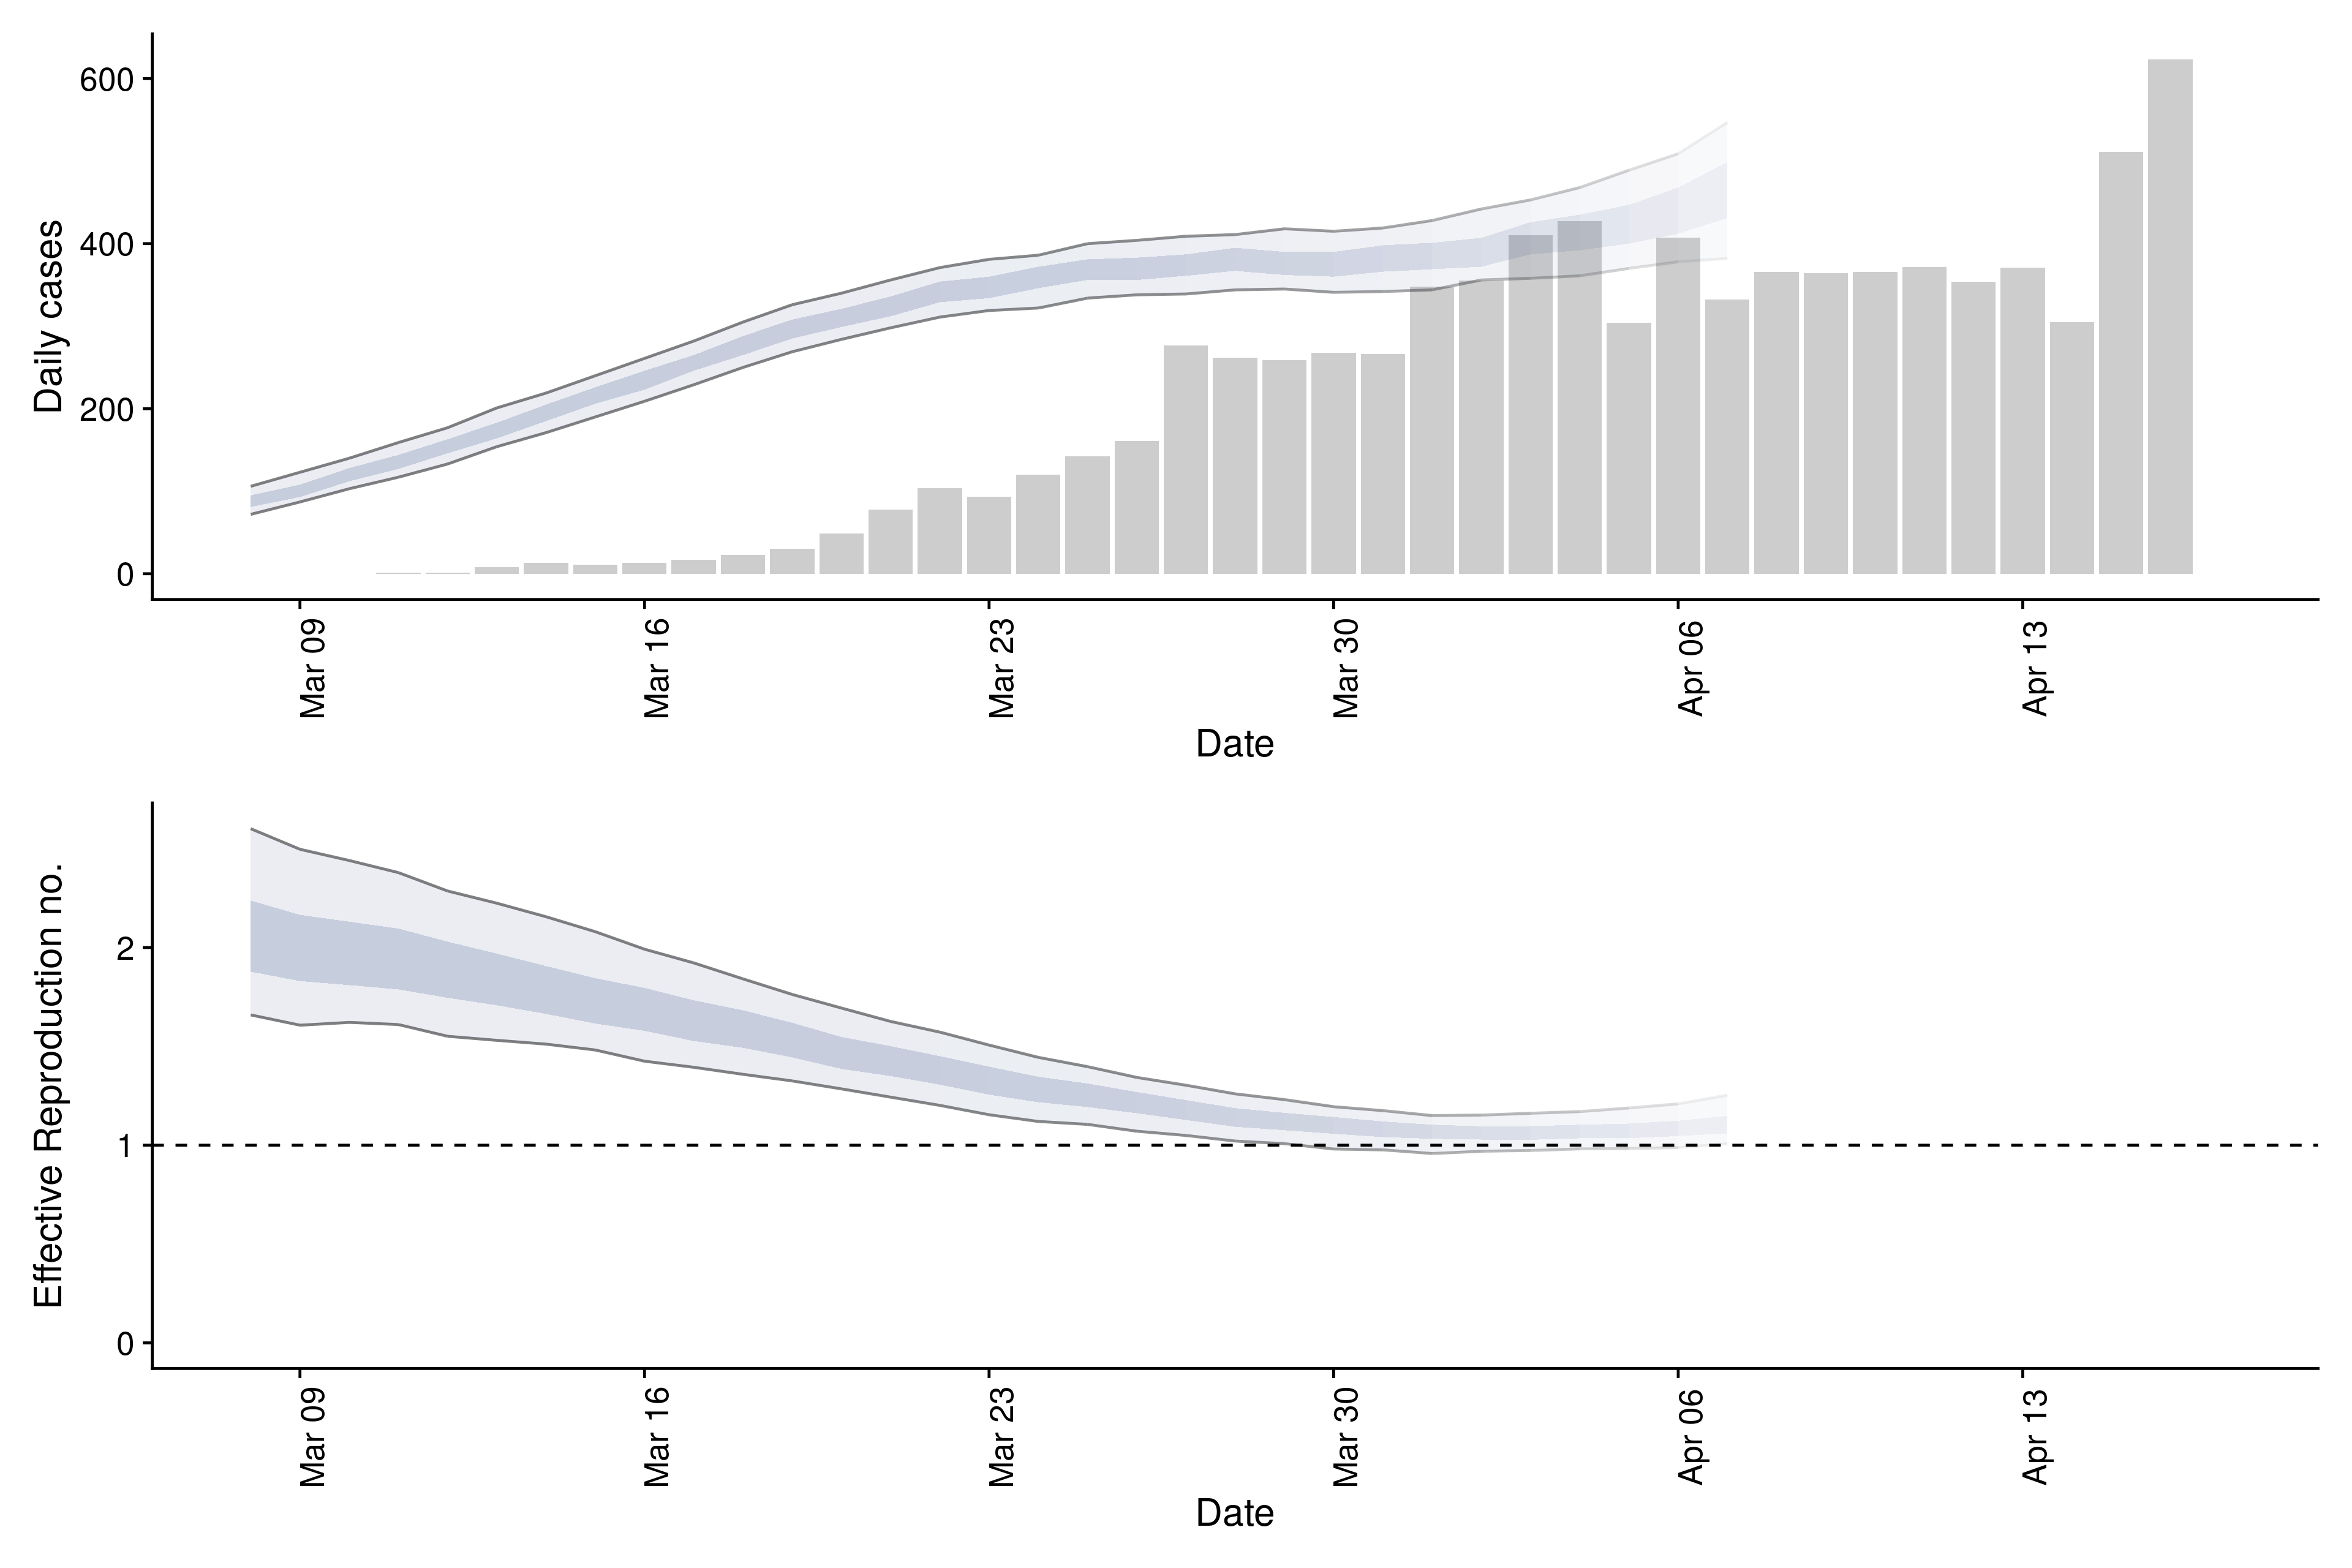 Daily cases
600
400
200
0
Mar 09
Mar 16
Mar 23
Mar 30
Apr 06
Apr 13
Date
Effective Reproduction no.
2
1
0
Mar 09
Mar 16
Mar 23
Mar 30
Apr 06
Apr 13
Date